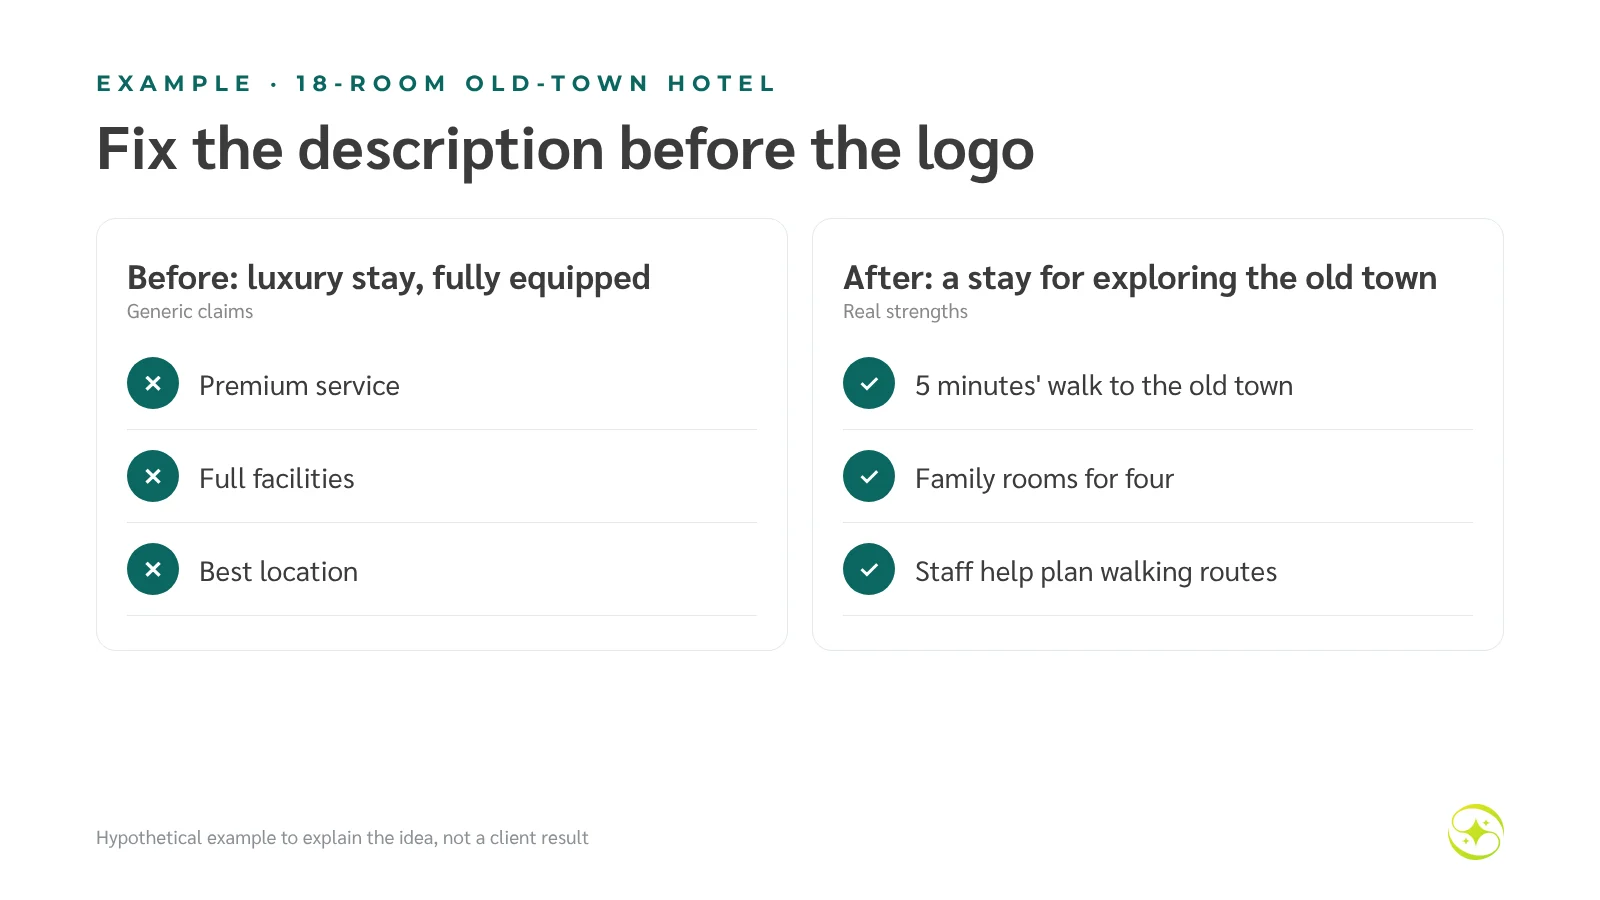 EXAMPLE · 18-ROOM OLD-TOWN HOTEL
Fix the description before the logo
Before: luxury stay, fully equipped
Generic claims
Premium service
Full facilities
Best location
After: a stay for exploring the old town
Real strengths
5 minutes' walk to the old town
Family rooms for four
Staff help plan walking routes
Hypothetical example to explain the idea, not a client result